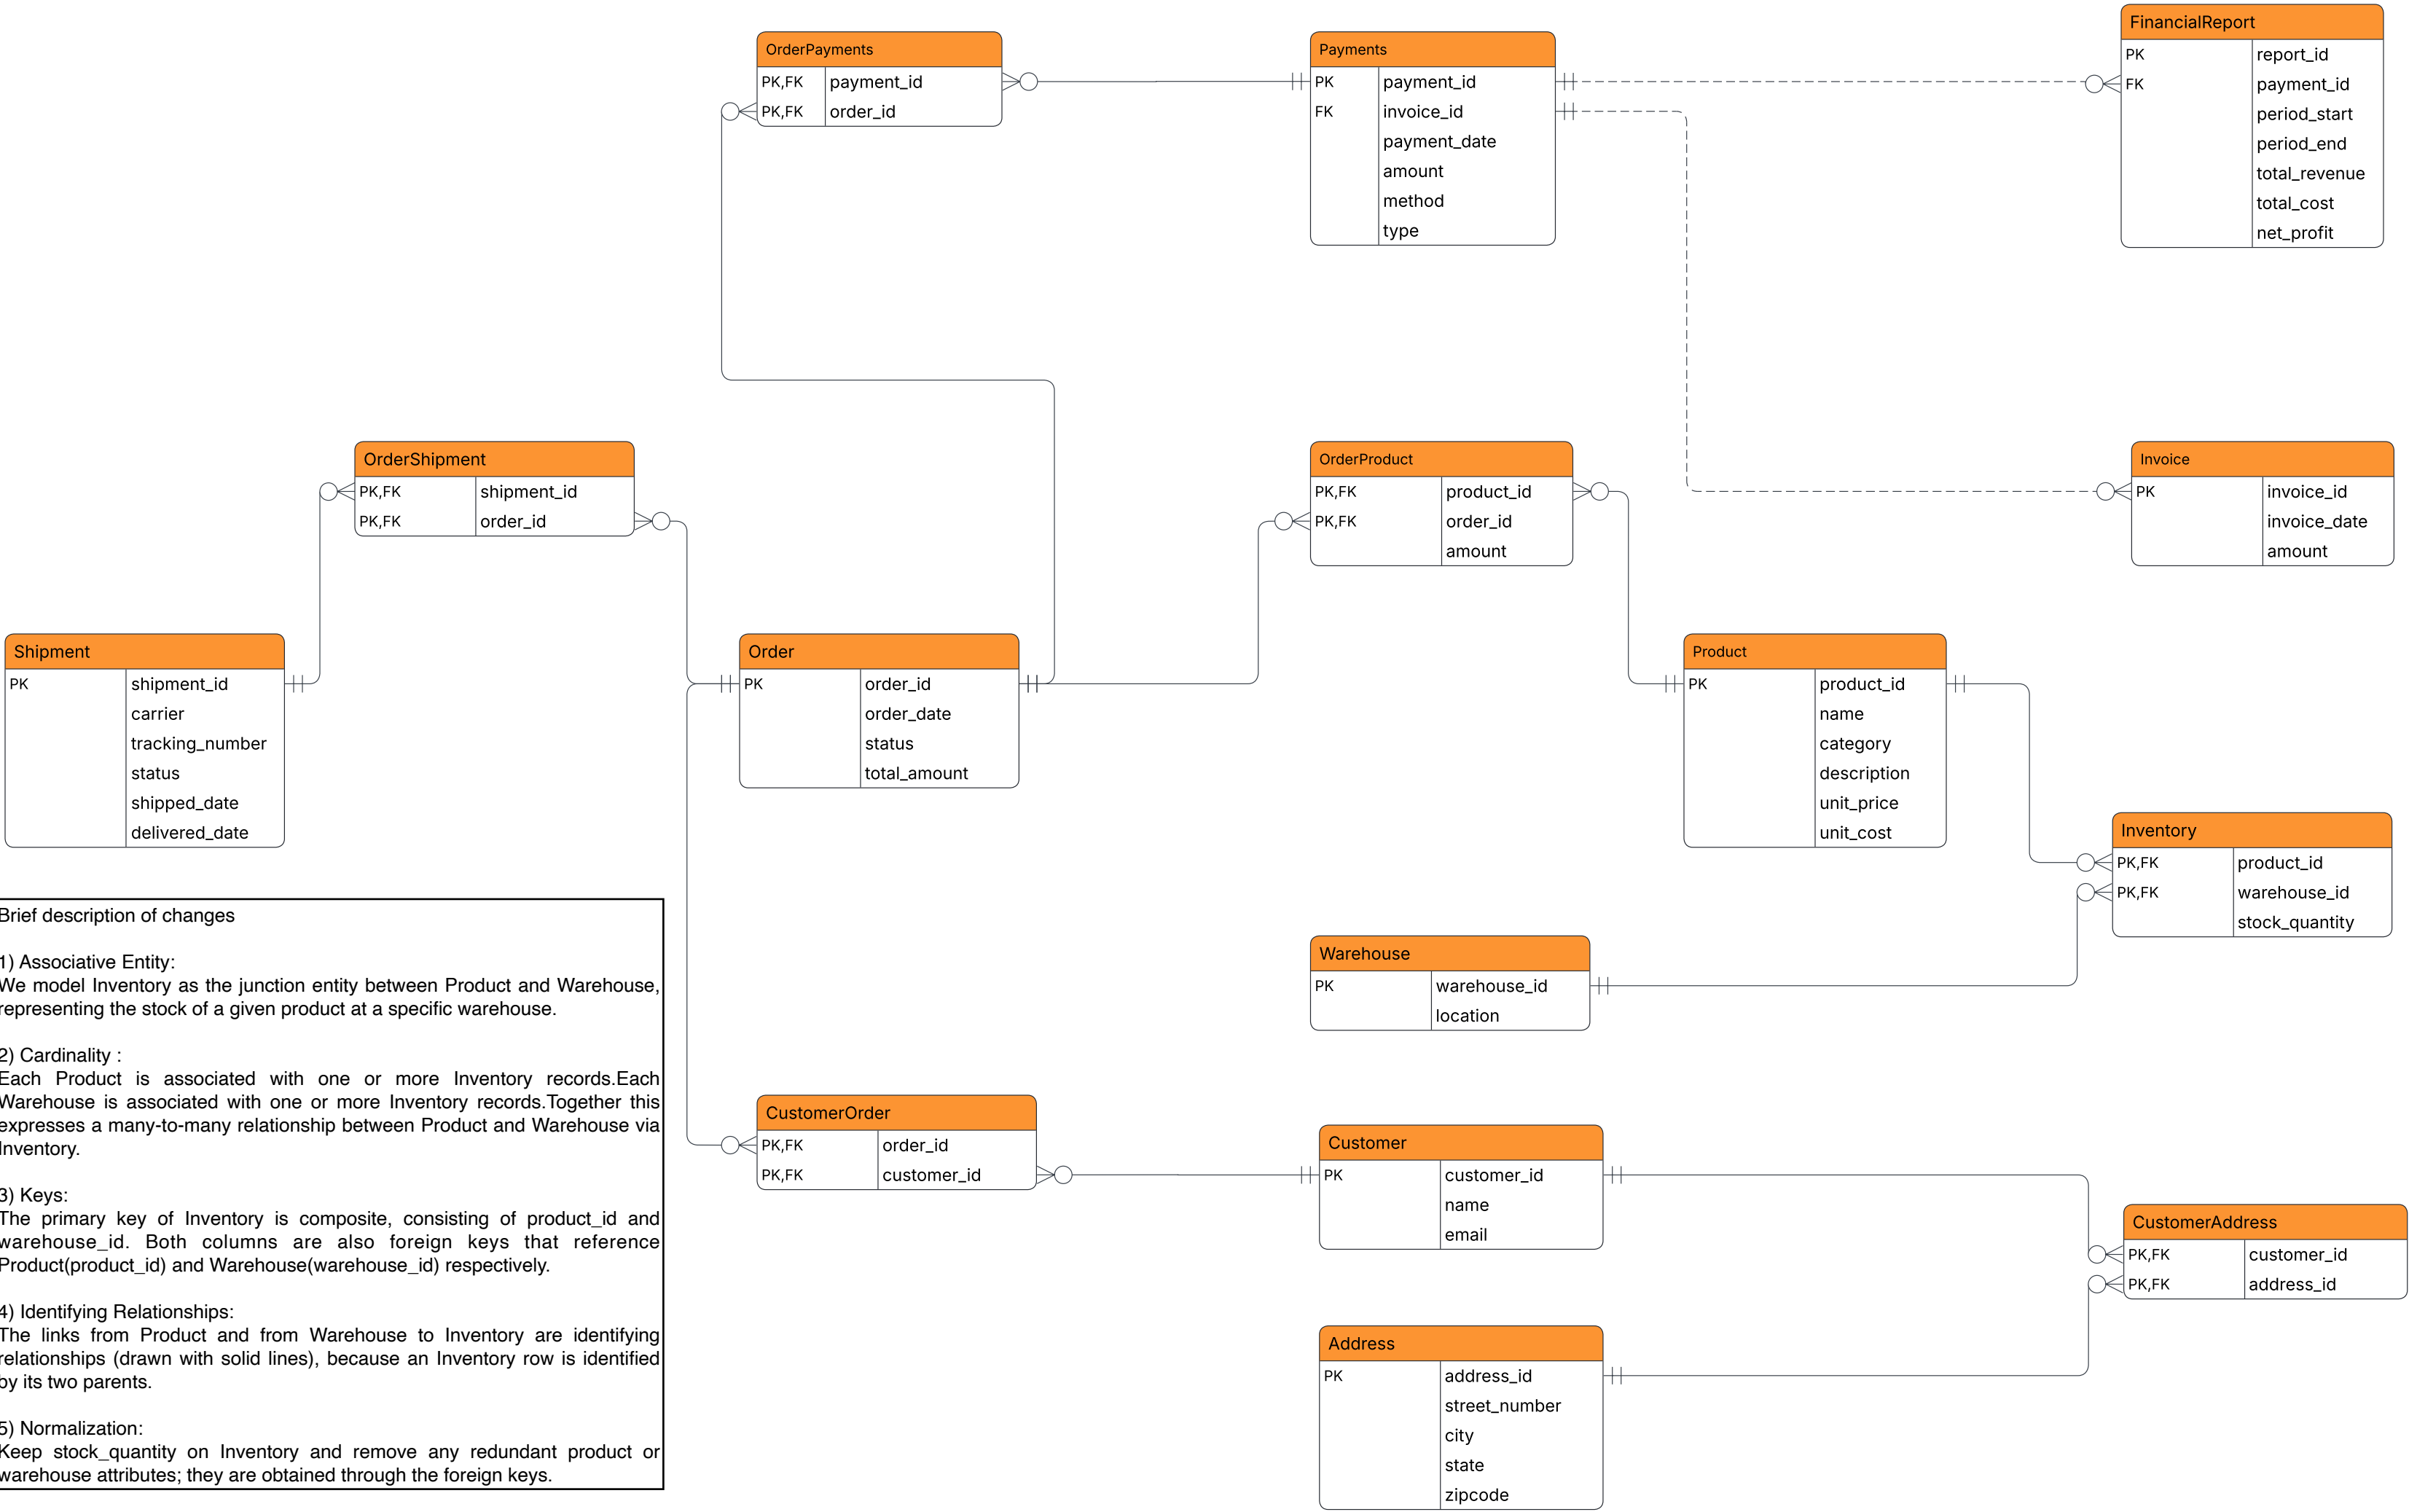 OrderPayments
PK,FK payment_id
PK,FK order_id
Payments
PK payment_id
FK invoice_id
payment_date
amount
method
type
FinancialReport
PK report_id
FK payment_id
period_start
period_end
total_revenue
total_cost
net_profit
OrderShipment
PK,FK shipment_id
PK,FK order_id
OrderProduct
PK,FK product_id
PK,FK order_id
amount
Invoice
PK invoice_id
invoice_date
amount
Shipment
PK shipment_id
carrier
tracking_number
status
shipped_date
delivered_date
Order
PK order_id
order_date
status
total_amount
Product
PK product_id
name
category
description
unit_price
unit_cost
Inventory
PK,FK product_id
PK,FK warehouse_id
stock_quantity
Warehouse
PK warehouse_id
location
Brief description of changes
1) Associative Entity:
We model Inventory as the junction entity between Product and Warehouse,
representing the stock of a given product at a specific warehouse.
2) Cardinality :
Each Product is associated with one or more Inventory records.Each
Warehouse is associated with one or more Inventory records.Together this
expresses a many-to-many relationship between Product and Warehouse via
Inventory.
3) Keys:
The primary key of Inventory is composite, consisting of product_id and
warehouse_id. Both columns are also foreign keys that reference
Product(product_id) and Warehouse(warehouse_id) respectively.
4) Identifying Relationships:
The links from Product and from Warehouse to Inventory are identifying
relationships (drawn with solid lines), because an Inventory row is identified
by its two parents.
5) Normalization:
Keep stock_quantity on Inventory and remove any redundant product or
warehouse attributes; they are obtained through the foreign keys.
CustomerOrder
PK,FK order_id
PK,FK customer_id
Customer
PK customer_id
name
email
CustomerAddress
PK,FK customer_id
PK,FK address_id
Address
PK address_id
street_number
city
state
zipcode